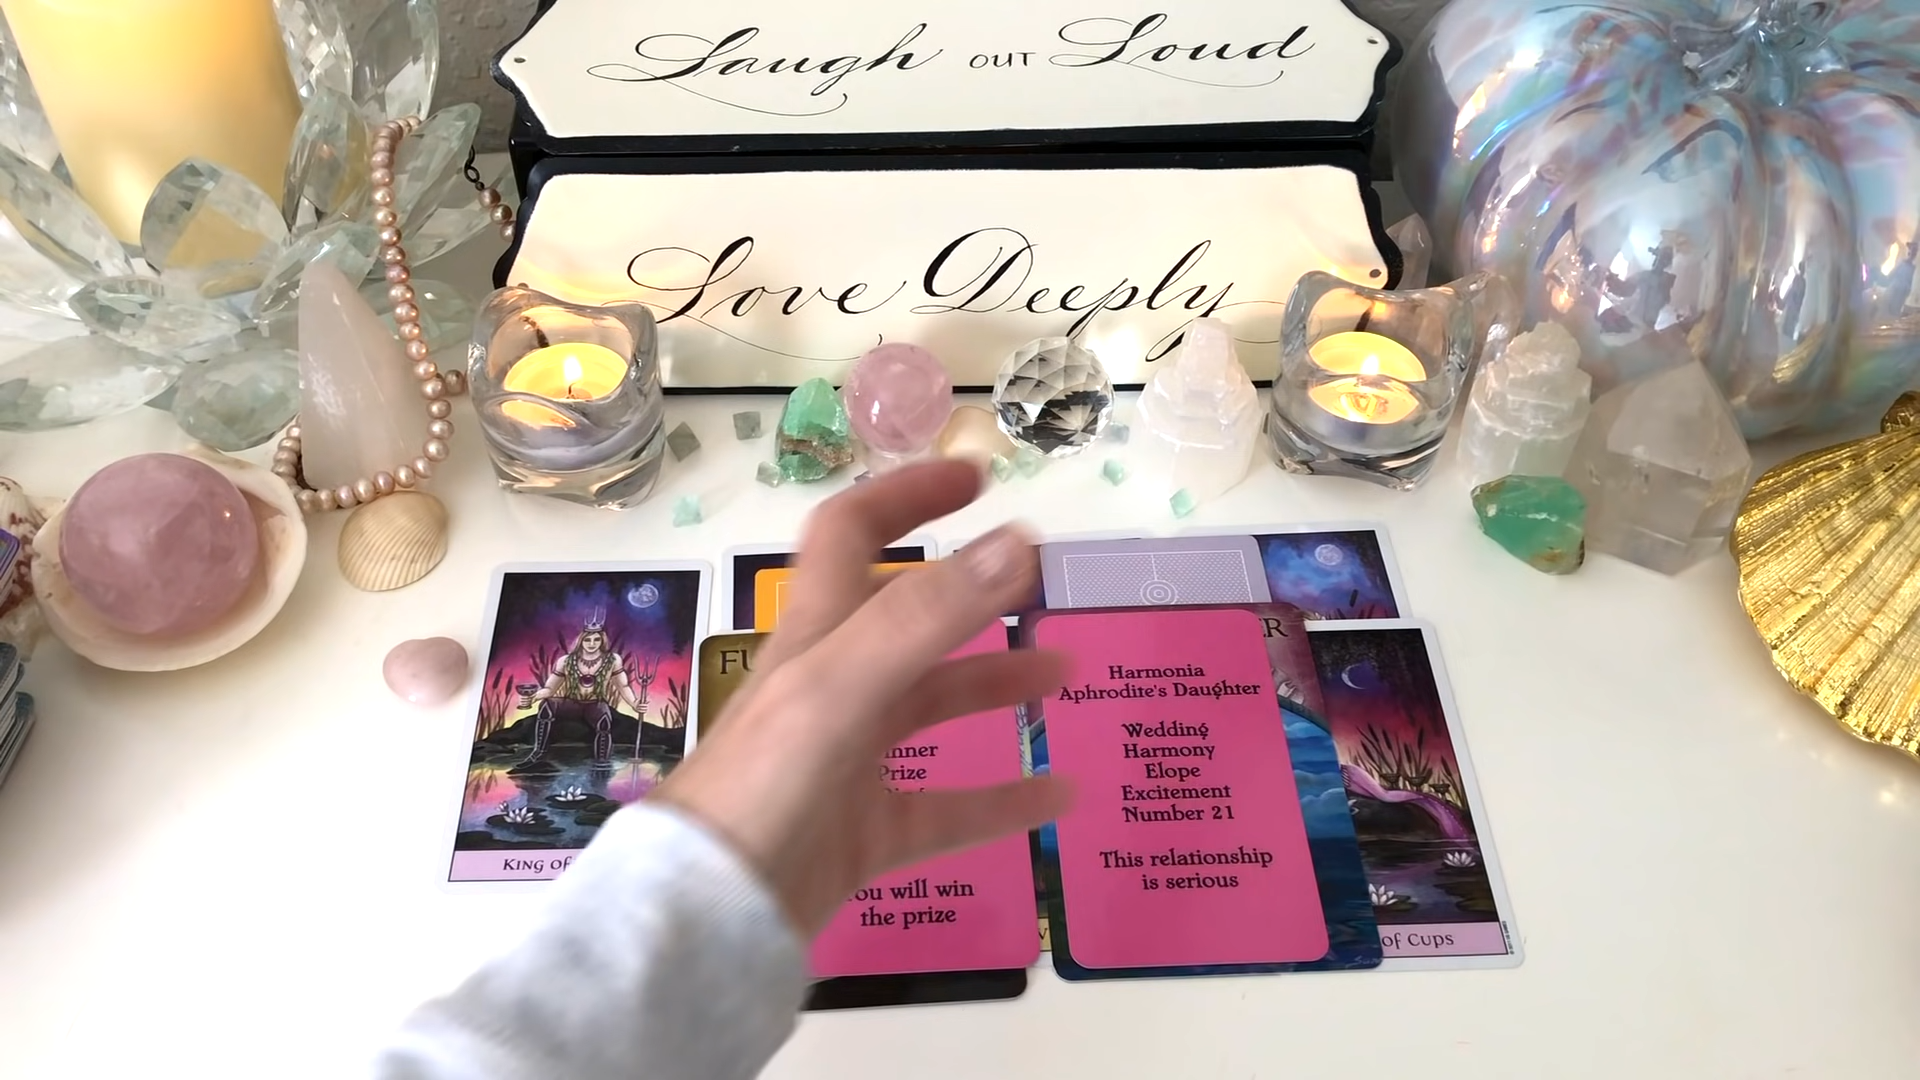 Laugh OUT Loud
Love Deeply
Harmonia
Aphrodite's Daughter
Wedding
Harmony
Elope
Excitement
Number 21
This relationship
is serious
Prize
will win
the prize
King of
of Cups